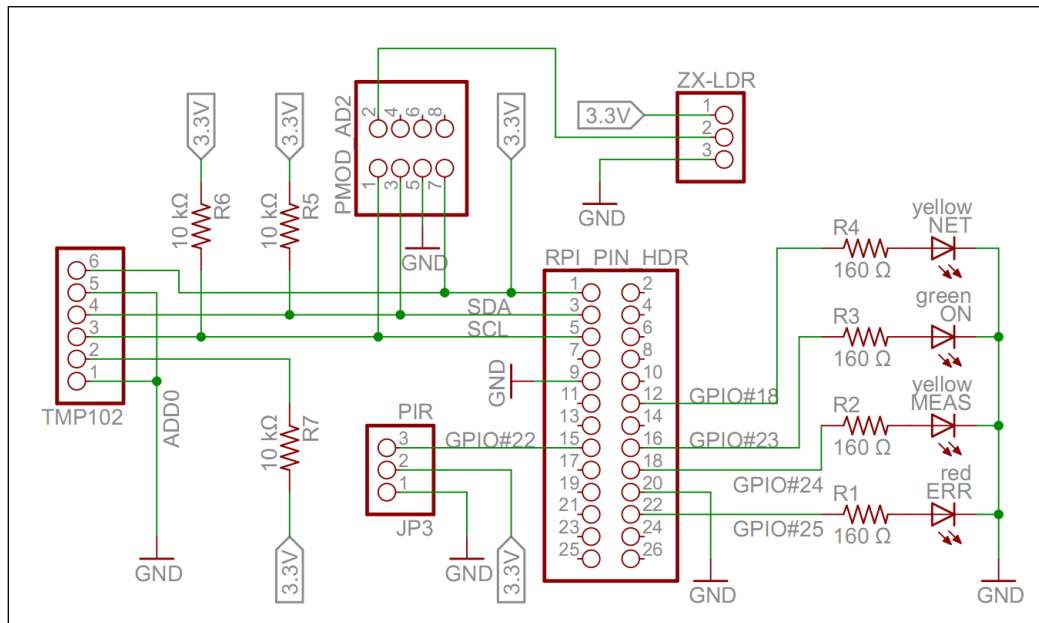 ZX-LDR
3.3V
1
2
3
GND
PMOD AD2
2
4
6
8
1
3
5
7
GND
3.3V
3.3V
3.3V
10 kΩ
R6
10 kΩ
R5
6
5
4
3
2
1
TMP102
ADD0
GND
SDA
SCL
10 kΩ
R7
3.3V
PIR
3
2
1
JP3
GPIO#22
GND
3.3V
RPI_PIN_HDR
1
2
3
4
5
6
7
8
9
10
11
12
13
14
15
16
17
18
19
20
21
22
23
24
25
26
GND
GPIO#18
GPIO#23
GPIO#24
GPIO#25
GND
R4
160 Ω
yellow
NET
R3
160 Ω
green
ON
R2
160 Ω
yellow
MEAS
R1
160 Ω
red
ERR
GND